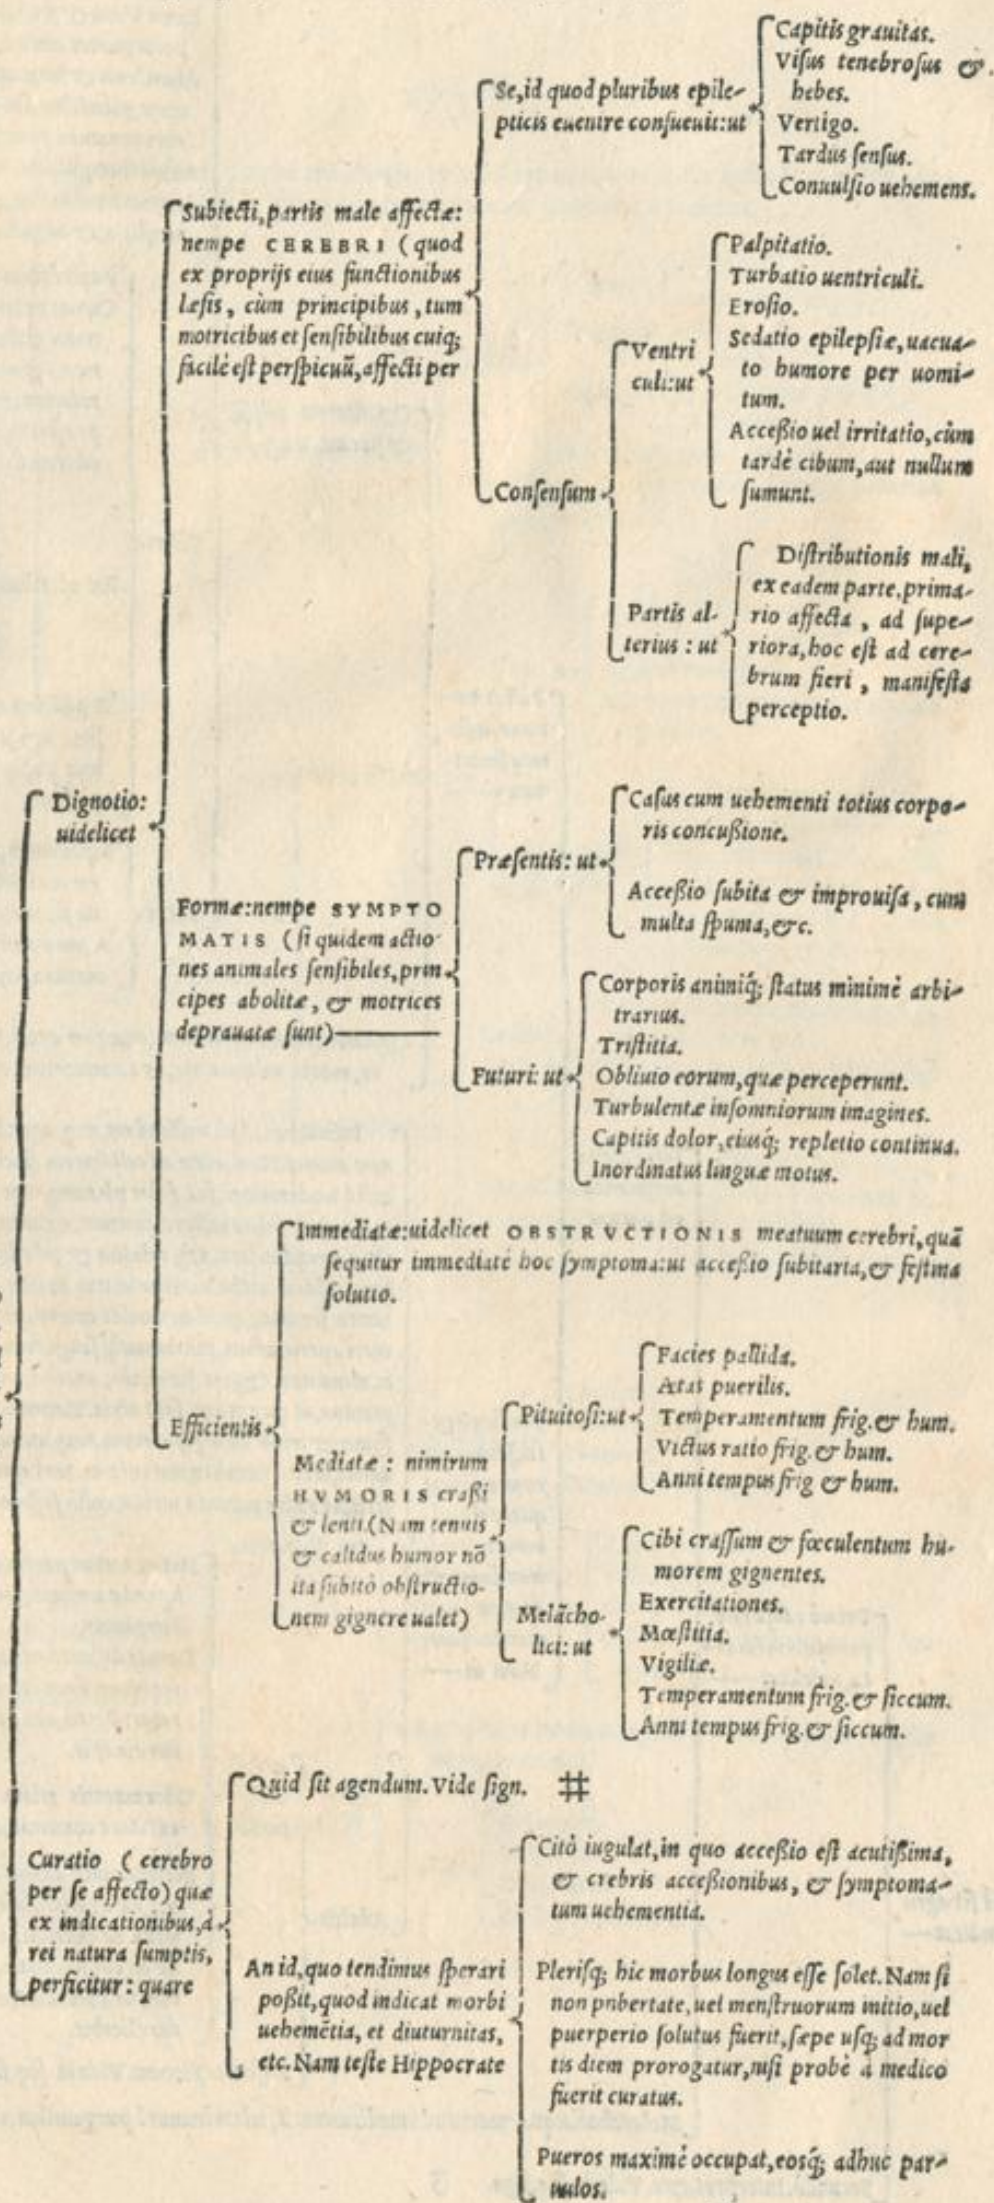 Capitis grauitas.
Visus tenebrosus &
hebes.
Vertigo.
Tardus sensus.
Conuulsio uehemens.
Se, id quod pluribus epile-
pticis euenire consueuit: ut
Subiecti, partis male affectæ:
nempe CEREBRI (quod
ex proprijs eius functionibus
læsis, cùm principibus, tum
motricibus et sensibilibus cuiq;
facilè est perspicuū, affecti per
Palpitatio.
Turbatio uentriculi.
Erosio.
Sedatio epilepsiæ, uacua-
to humore per uomi-
tum.
Accessio uel irritatio, cùm
tardè cibum, aut nullum
sumunt.
Ventri
culi: ut
Consensum
Distributionis mali,
ex eadem parte, prima-
rio affecta, ad supe-
riora, hoc est ad cere-
brum fieri, manifesta
perceptio.
Partis al-
terius: ut
Dignotio:
uidelicet
Casus cum uehementi totius corpo-
ris concussione.
Præsentis: ut
Accessio subita & improuisa, cum
multa spuma, &c.
Formæ: nempe SYMPTO
MATIS (si quidem actio
nes animales sensibiles, prin
cipes abolitæ, & motrices
deprauatæ sunt)
Corporis animiq́; status minimè arbi-
trarius.
Tristitia.
Futuri: ut
Obliuio eorum, quæ perceperunt.
Turbulentæ insomniorum imagines.
Capitis dolor, eiusq́; repletio continua.
Inordinatus linguæ motus.
Immediatæ: uidelicet OBSTRVCTIONIS meatuum cerebri, quā
sequitur immediatè hoc symptoma: ut accessio subitaria, & festina
solutio.
Efficientis
Facies pallida.
Ætas puerilis.
Pituitosi: ut
Temperamentum frig. & hum.
Victus ratio frig. & hum.
Anni tempus frig & hum.
Mediatæ: nimirum
HVMORIS crassi
& lenti. (Nam tenuis
& calidus humor nō
ita subitò obstructio-
nem gignere ualet)
Cibi crassum & fœculentum hu-
morem gignentes.
Exercitationes.
Melācho-
lici: ut
Mœstitia.
Vigiliæ.
Temperamentum frig. & siccum.
Anni tempus frig. & siccum.
Quid sit agendum. Vide sign. ⌗
Curatio (cerebro
per se affecto) quæ
ex indicationibus, à
rei natura sumptis,
perficitur: quare
Citò iugulat, in quo accessio est acutissima,
& crebris accessionibus, & symptoma-
tum uehementia.
An id, quo tendimus sperari
possit, quod indicat morbi
uehemētia, et diuturnitas,
etc. Nam teste Hippocrate
Plerisq; hic morbus longus esse solet. Nam si
non pubertate, uel menstruorum initio, uel
puerperio solutus fuerit, sæpe usq; ad mor
tis diem prorogatur, nisi probè à medico
fuerit curatus.
Pueros maximè occupat, eosq́; adhuc par-
uulos.